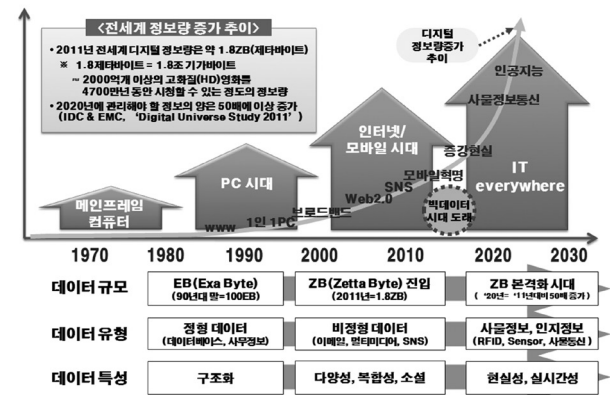 <전세계 정보량 증가 추이>
• 2011년 전세계 디지털 정보량은 약 1.8ZB(제타바이트)
※ 1.8제타바이트 = 1.8조 기가바이트
≈ 2000억개 이상의 고화질(HD)영화를
4700만년 동안 시청할 수 있는 정도의 정보량
• 2020년에 관리해야 할 정보의 양은 50배에 이상 증가
(IDC & EMC, ‘Digital Universe Study 2011’)
디지털
정보량증가
추이
인공지능
사물정보통신
인터넷/
모바일 시대
증강현실
PC 시대
모바일혁명
IT
everywhere
SNS
Web2.0
메인프레임
컴퓨터
브로드밴드
빅데이터
시대 도래
1인 1PC
www
1970 1980 1990 2000 2010 2020 2030
데이터 규모
EB(Exa Byte)
(90년대 말=100EB)
ZB(Zetta Byte) 진입
(2011년=1.8ZB)
ZB 본격화 시대
(‘20년=‘11년대비 50배 증가)
데이터 유형
정형 데이터
(데이터베이스, 사무정보)
비정형 데이터
(이메일, 멀티미디어, SNS)
사물정보, 인지정보
(RFID, Sensor, 사물통신)
데이터 특성
구조화
다양성, 복합성, 소셜
현실성, 실시간성